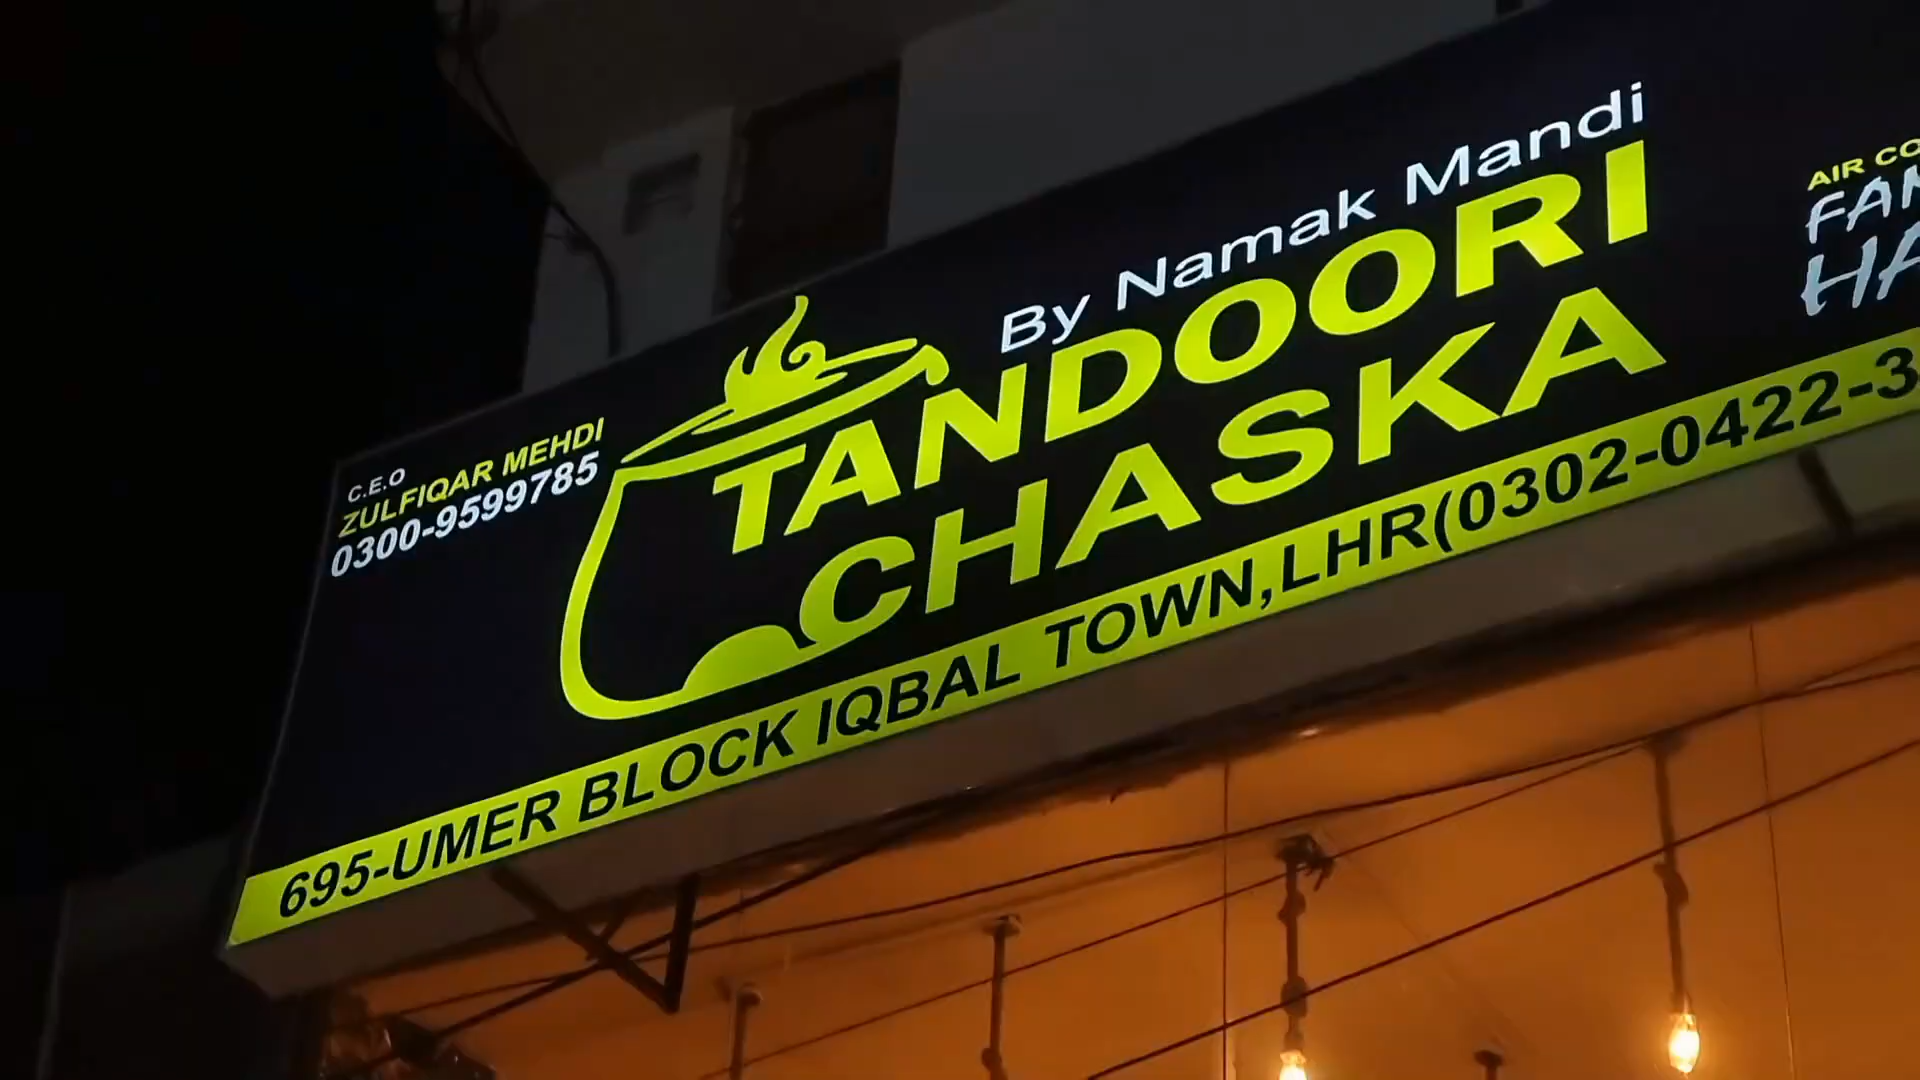 C.E.O
ZULFIQAR MEHDI
0300-9599785
By Namak Mandi
TANDOORI
CHASKA
AIR CO
FAM
HA
695-UMER BLOCK IQBAL TOWN,LHR(0302-0422-3